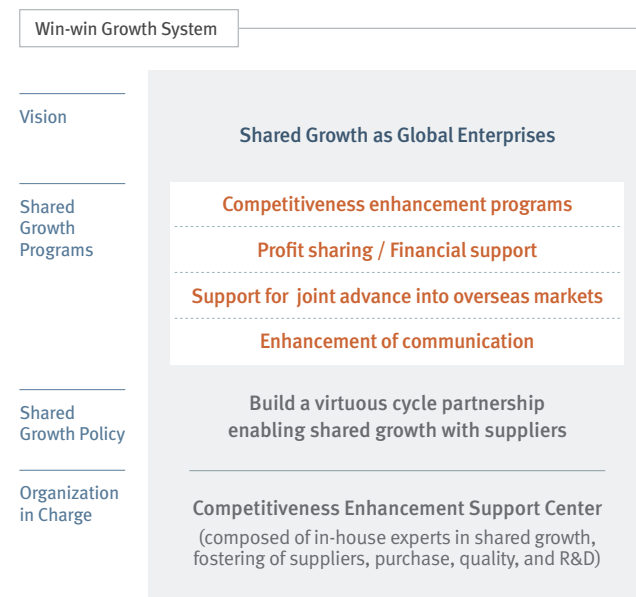 Win-win Growth System
Vision
Shared Growth as Global Enterprises
Shared
Growth
Programs
Competitiveness enhancement programs
Profit sharing / Financial support
Support for joint advance into overseas markets
Enhancement of communication
Shared
Growth Policy
Build a virtuous cycle partnership
enabling shared growth with suppliers
Organization
in Charge
Competitiveness Enhancement Support Center
(composed of in-house experts in shared growth,
fostering of suppliers, purchase, quality, and R&D)